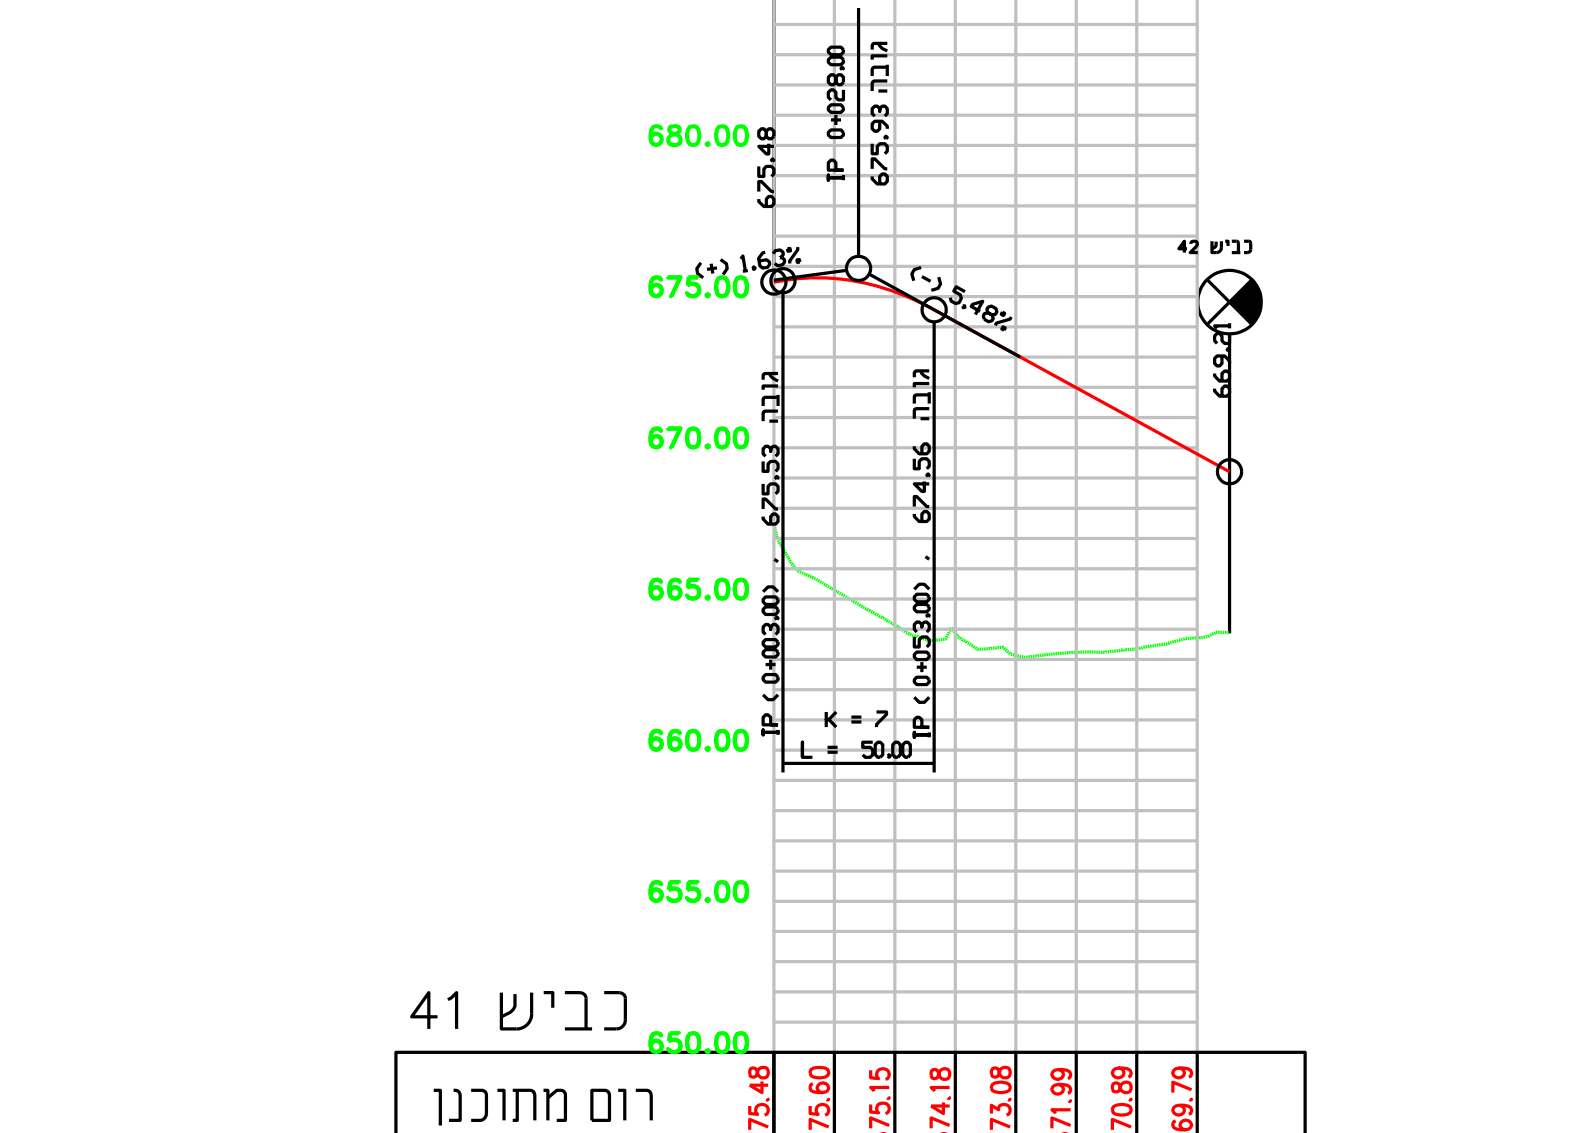 680.00
675.00
670.00
665.00
660.00
655.00
650.00
675.48
IP 0+028.00
גובה 675.93
(+) 1.63%
(-) 5.48%
כביש 42
669.21
IP (0+003.00) , 675.53 גובה
IP (0+053.00) , 674.56 גובה
K = 7
L = 50.00
כביש 41
רום מתוכנן
75.48
75.60
75.15
74.18
73.08
71.99
70.89
69.79